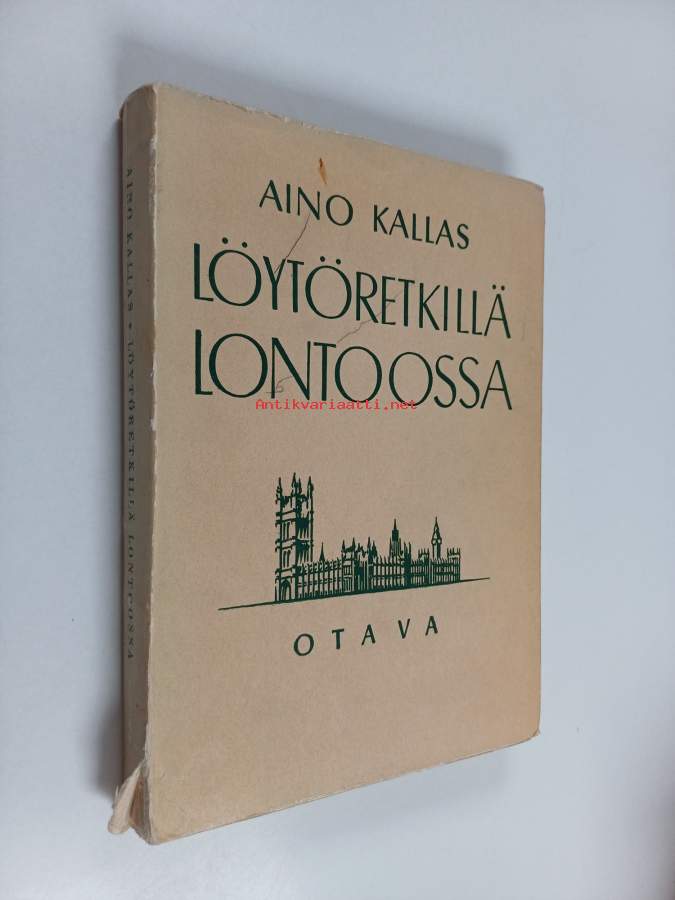 AINO KALLAS
LÖYTÖRETKILLÄ
LONTOOSSA
Antikvariaatti.net
OTAVA
AINO KALLAS • LÖYTÖRETKILLÄ LONTOOSSA